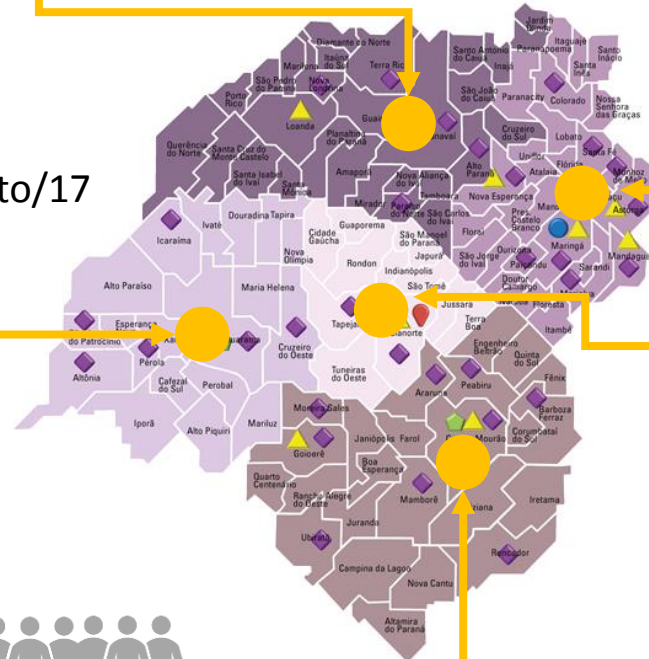 to/17
Jardim
Olinda
Itaguajé
Diamante do Norte
Paranapoema
Santo
Inácio
Itaúna
do Sul
Santo Antônio
do Caiuá
Inajá
Santa
Inês
Marilena
Terra Ri
São Pedro
do Paraná
Nova
Londrina
São João
do Caiuá
Paranacity
Colorado
Nossa
Senhora
das Graças
Porto
Rico
Loanda
Planaltina
do Paraná
Cruzeiro
do Sul
Lobato
Santa Fé
Querência
do Norte
Santa Cruz do
Monte Castelo
Alto
Paraná
Uniflor
Flórida
Atalaia
Santa Isabel
do Ivaí
Amaporã
Nova Aliança
do Ivaí
Santa
Mônica
Tamboara
Nova Esperança
Mirador
São Carlos
do Ivaí
Pres.
Castelo
Branco
Astorga
Douradina
Tapira
Guaporema
Floraí
Maringá
Ivaté
Cidade
Gaúcha
São Manoel
do Paraná
Ourizona
Mandagua
Icaraíma
Rondon
Japurá
São Jorge
do Ivaí
Paiçandu
Sarandi
Nova
Olímpia
Indianópolis
Doutor
Camargo
Alto Paraíso
Maria Helena
São Tomé
Jussara
Floresta
Terra
Boa
Itambé
Esperança
do Patrocínio
Tapeja
Cruzeiro
do Oeste
Engenheiro
Beltrão
Quinta
do Sol
Pérola
Altônia
Cafezal
do Sul
Perobal
Tuneiras
do Oeste
Peabiru
Fênix
Araruna
Iporã
Alto Piquiri
Mariluz
Moreira Sales
Barboza
Ferraz
Goioerê
Janiópolis
Farol
Mourão
Corumbataí
do Sul
Boa
Esperança
Quarto
Centenário
Rancho Alegre
do Oeste
Mamborê
Iretama
Juranda
Ubiratã
Roncador
Campina da Lagoa
Nova Cantu
Altamira
do Paraná